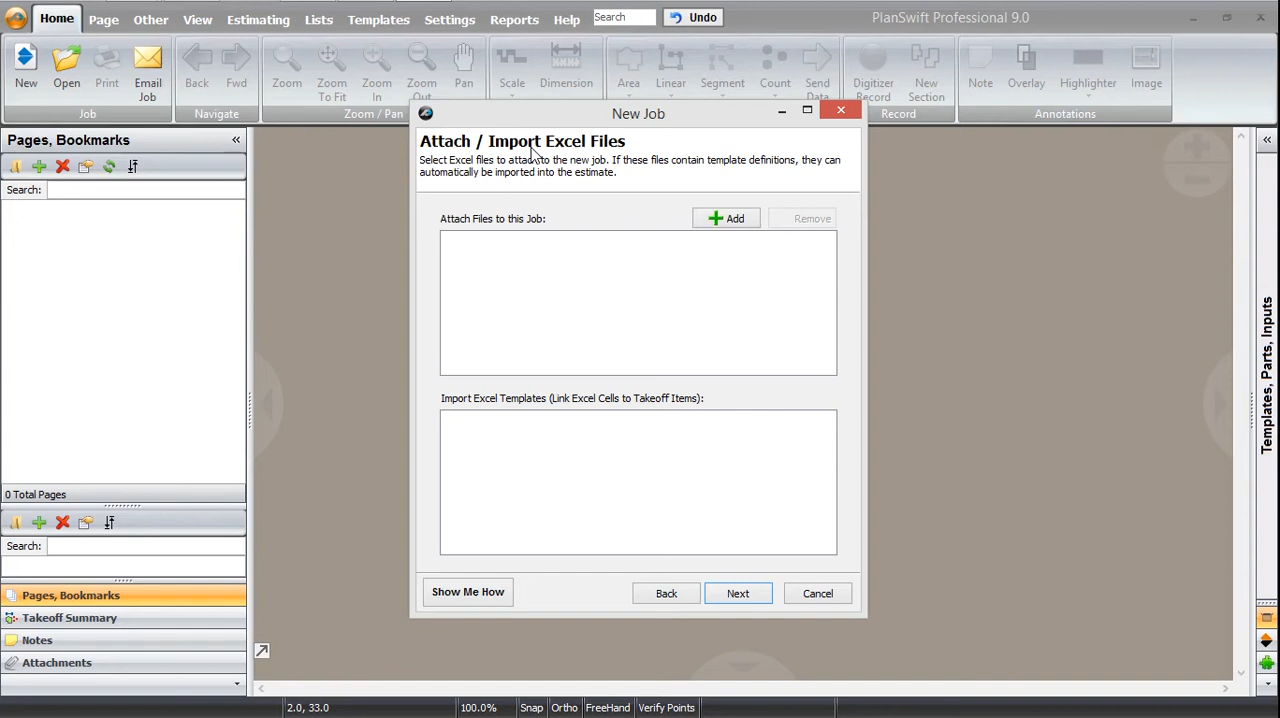 Home Page Other View Estimating Lists Templates Settings Reports Help Search Undo PlanSwift Professional 9.0
New Open Print Email Job Back Fwd Zoom Zoom To Fit Zoom In Zoom Out Pan Scale Dimension Area Linear Segment Count Send Data Digitizer Record New Section Note Overlay Highlighter Image
Job Navigate Zoom / Pan Record Annotations
New Job
Pages, Bookmarks
Search:
0 Total Pages
Search:
Pages, Bookmarks
Takeoff Summary
Notes
Attachments
Attach / Import Excel Files
Select Excel files to attach to the new job. If these files contain template definitions, they can
automatically be imported into the estimate.
Attach Files to this Job: Add Remove
Import Excel Templates (Link Excel Cells to Takeoff Items):
Show Me How Back Next Cancel
Templates, Parts, Inputs
2.0, 33.0 100.0% Snap Ortho FreeHand Verify Points